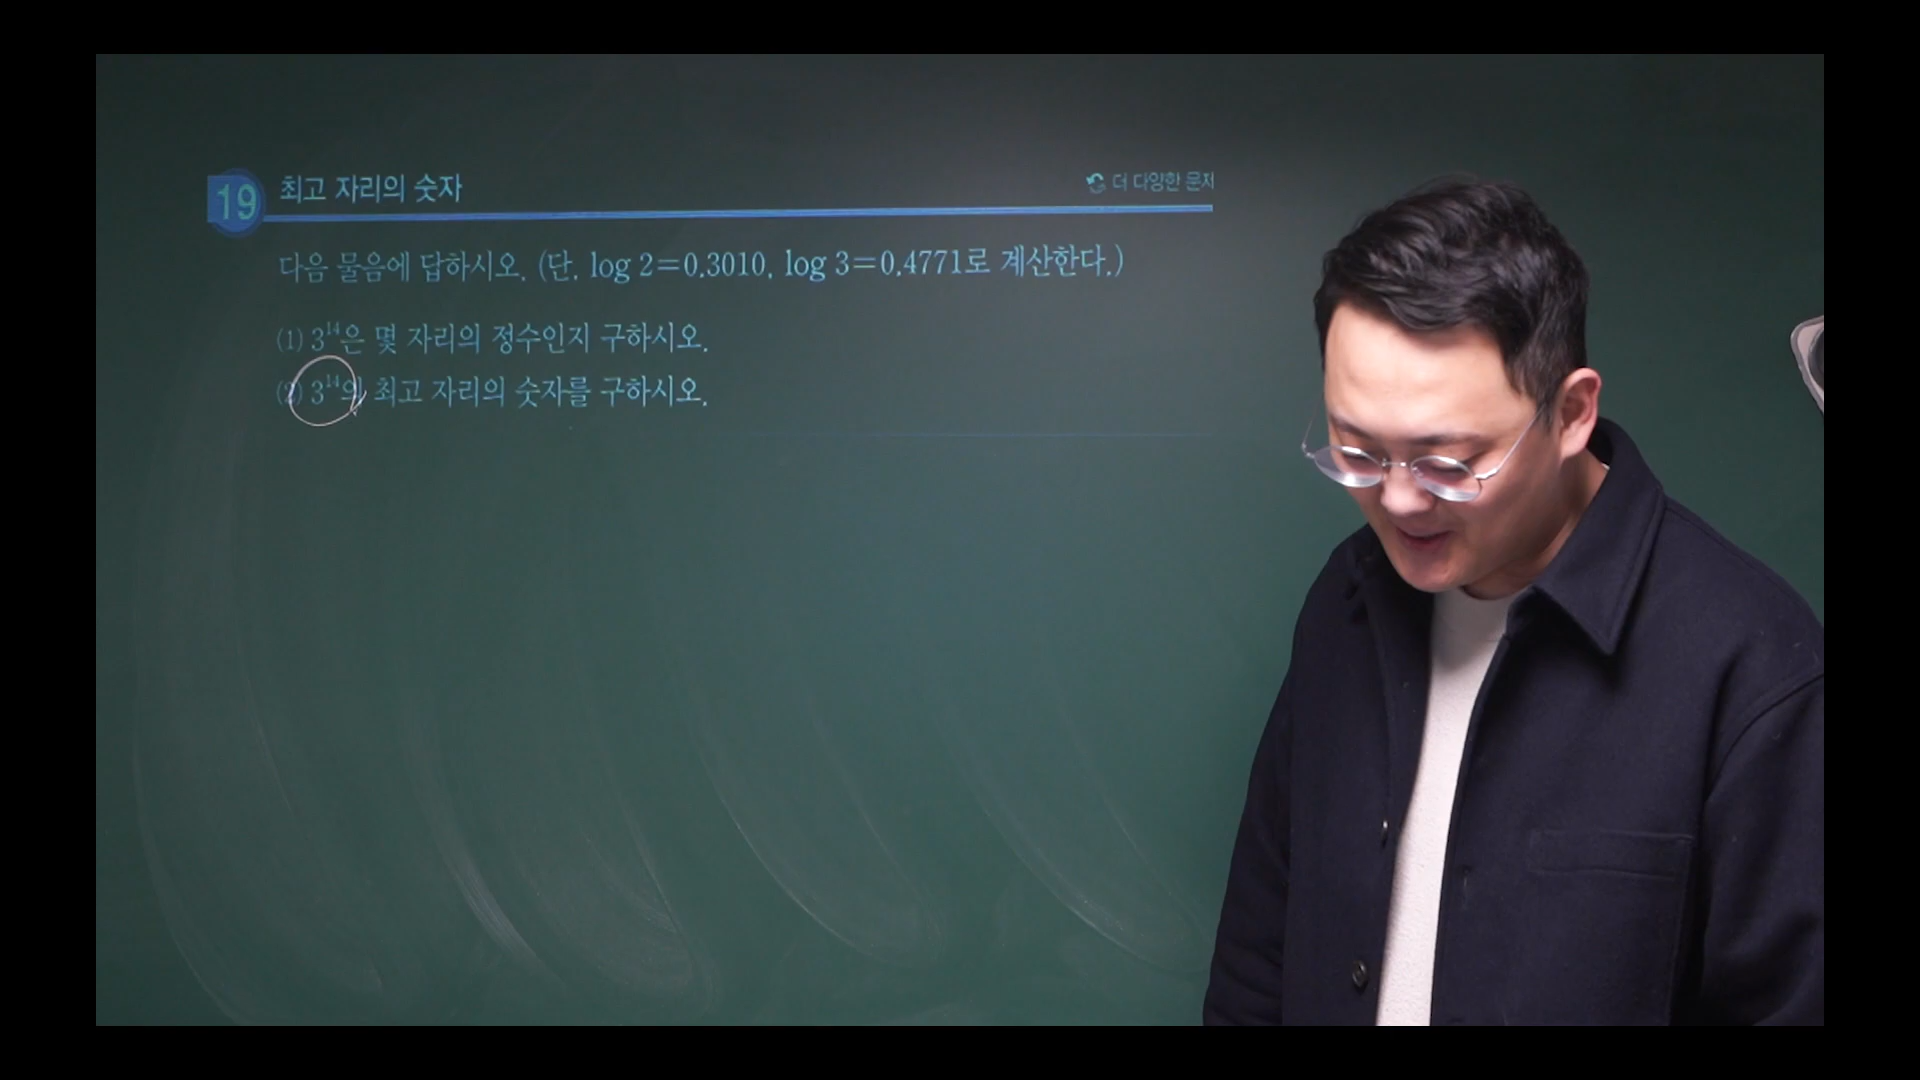 19 최고 자리의 숫자
더 다양한 문제
다음 물음에 답하시오. (단, log 2=0.3010, log 3=0.4771로 계산한다.)
(1) 3¹⁴은 몇 자리의 정수인지 구하시오.
(2) 3¹⁴의 최고 자리의 숫자를 구하시오.